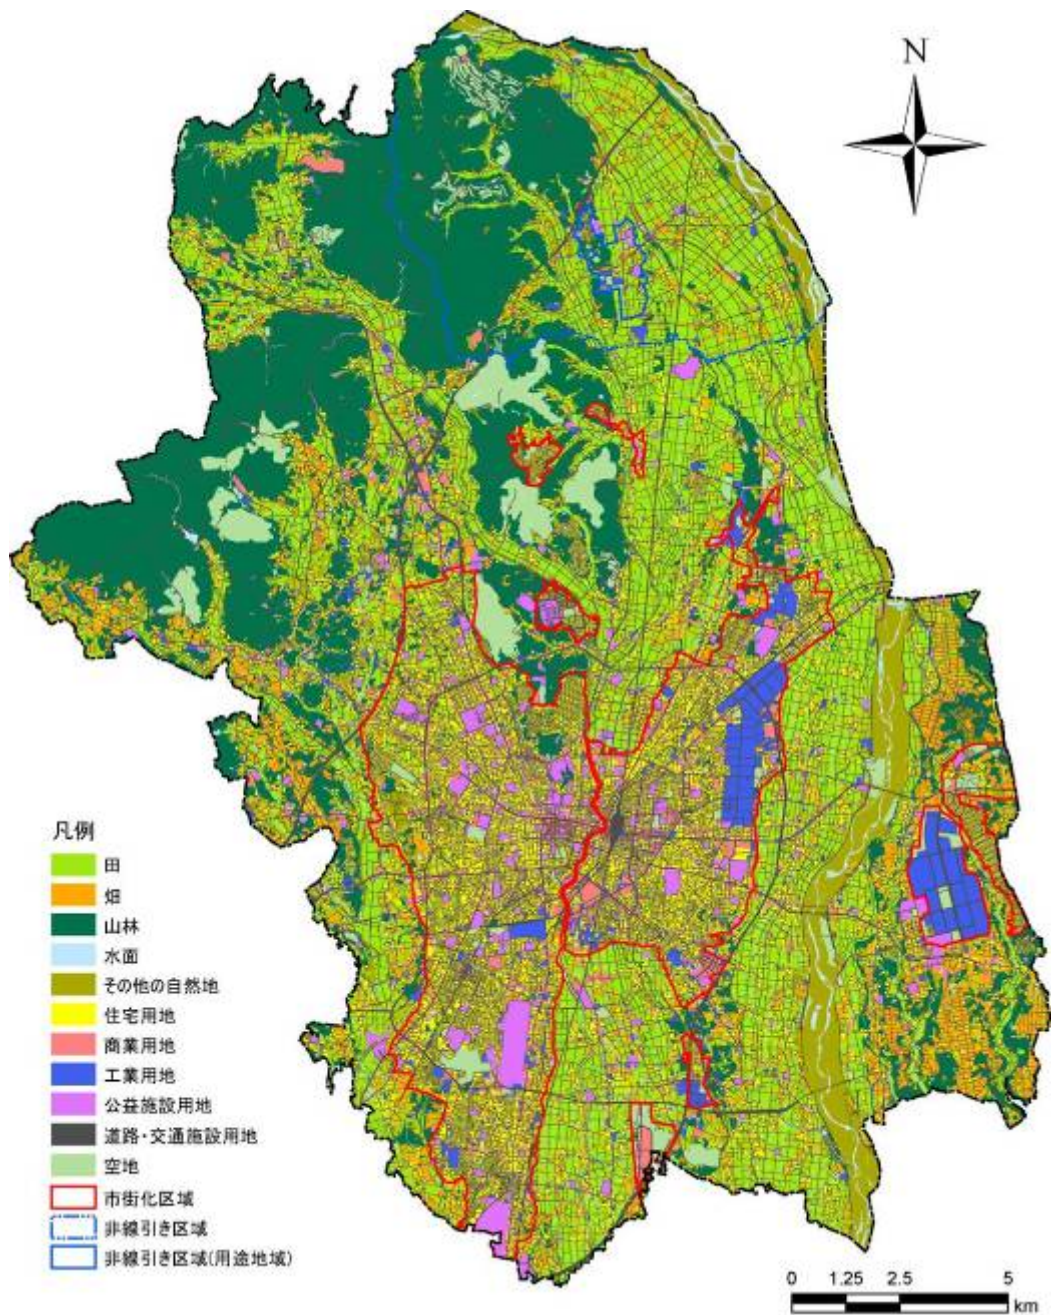 N
凡例
田
畑
山林
水面
その他の自然地
住宅用地
商業用地
工業用地
公益施設用地
道路・交通施設用地
空地
市街化区域
非線引き区域
非線引き区域(用途地域)
0 1.25 2.5 5
km